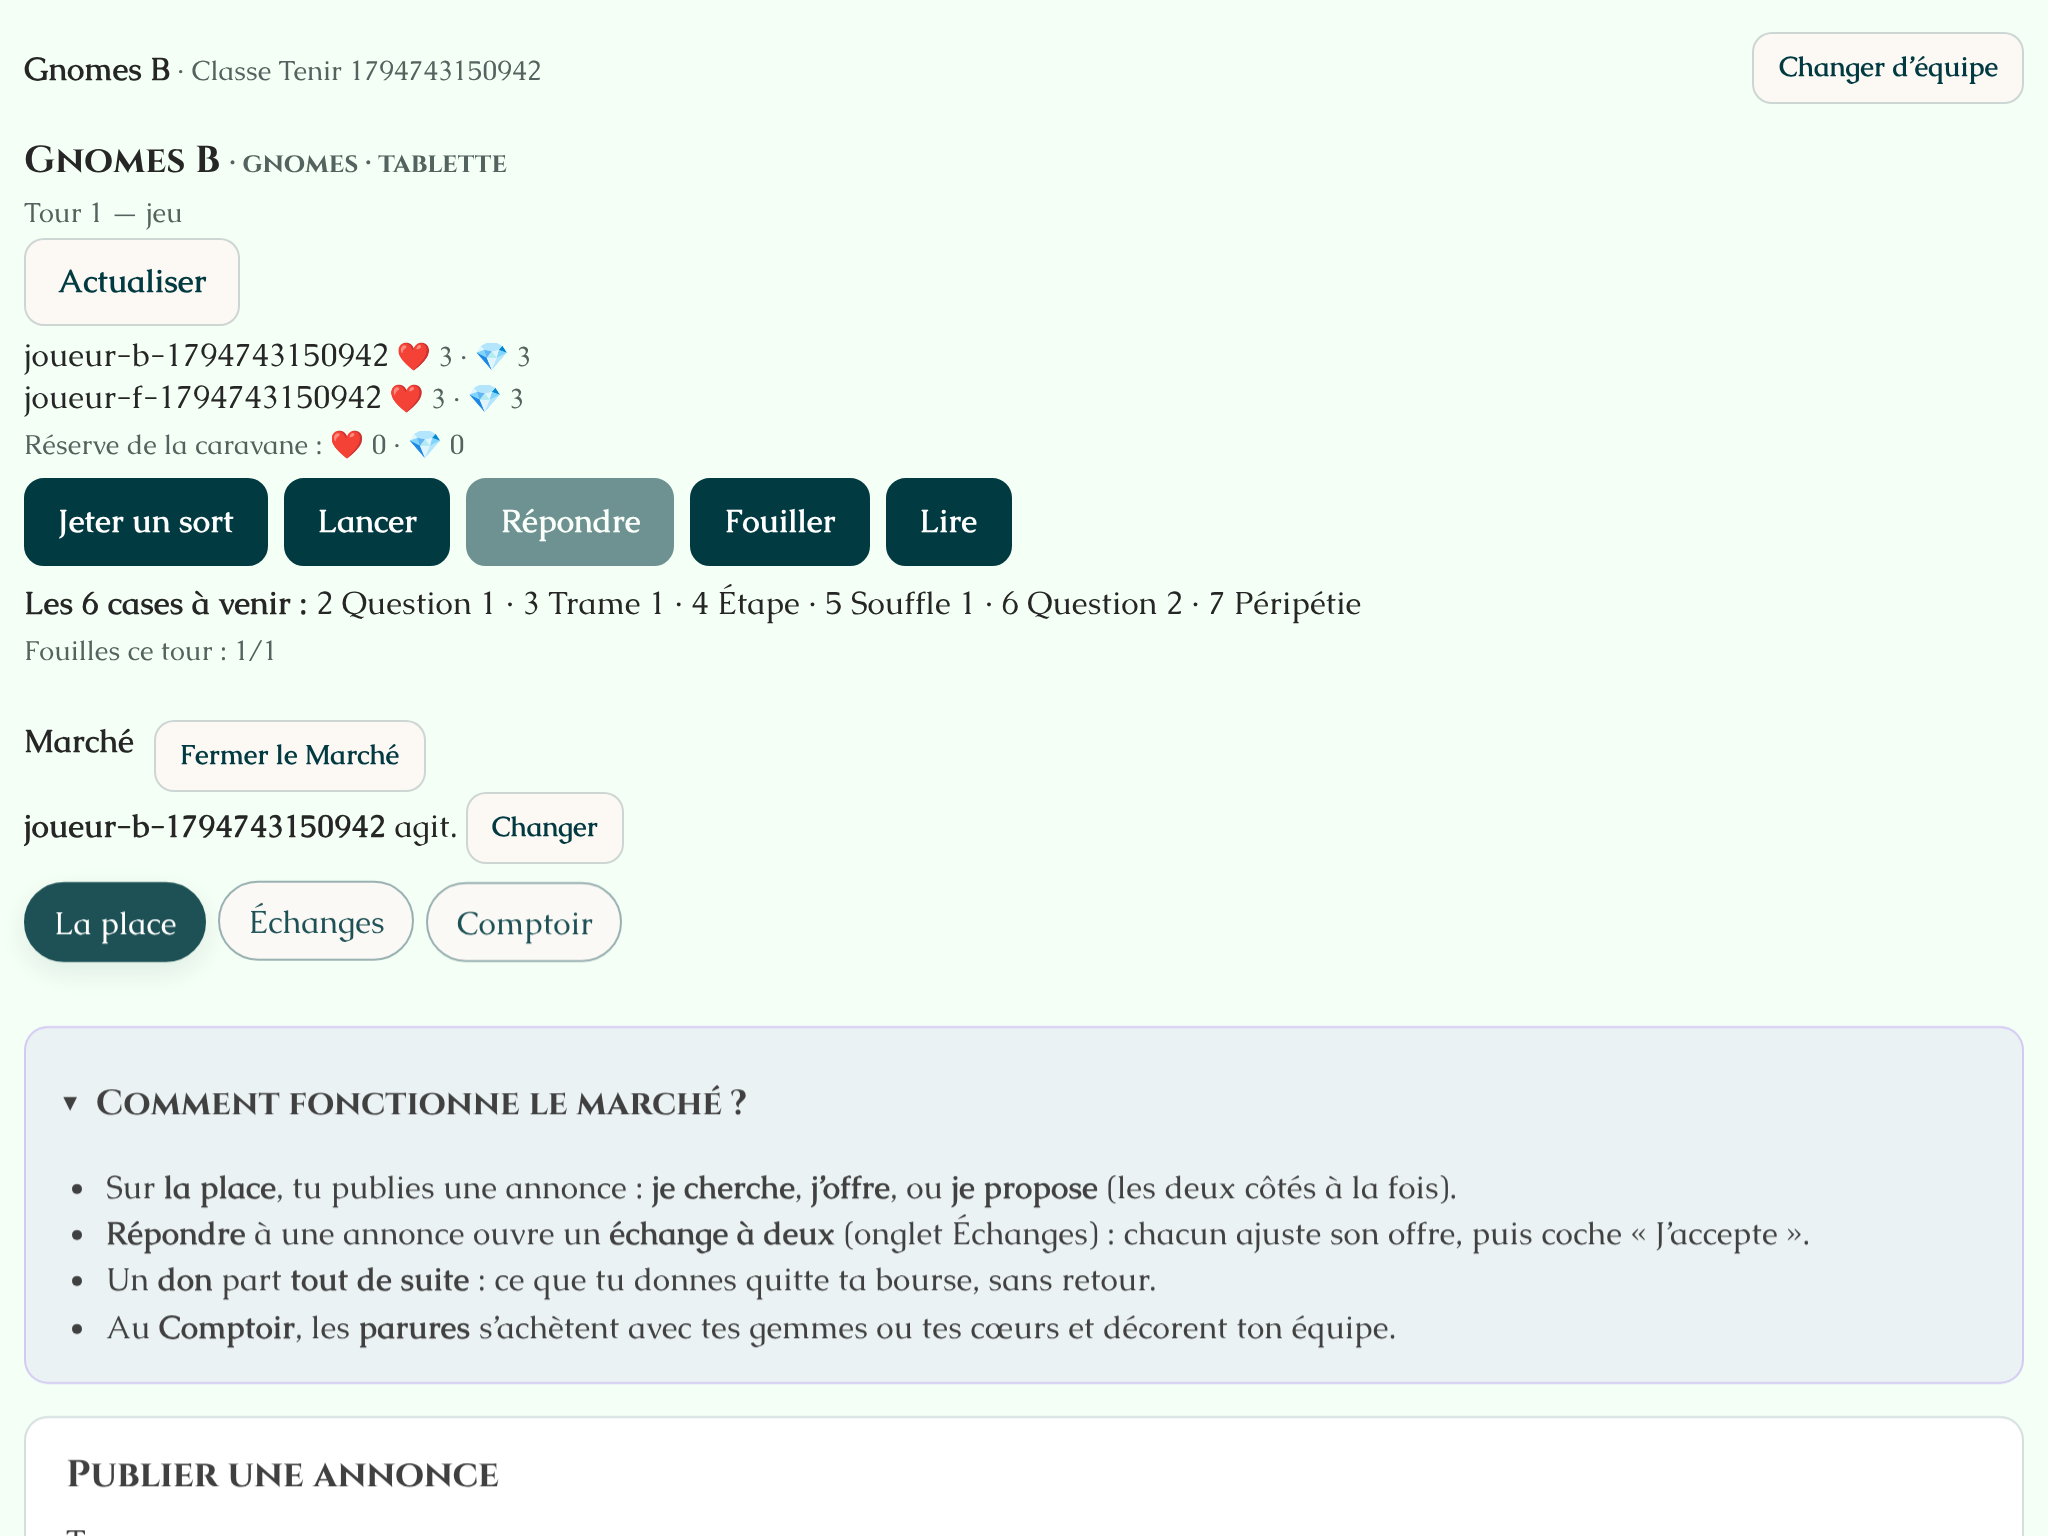 Gnomes B · Classe Tenir 1794743150942
Changer d’équipe
Gnomes B · gnomes · tablette
Tour 1 — jeu
Actualiser
joueur-b-1794743150942 ❤️ 3 · 💎 3
joueur-f-1794743150942 ❤️ 3 · 💎 3
Réserve de la caravane : ❤️ 0 · 💎 0
Jeter un sort Lancer Répondre Fouiller Lire
Les 6 cases à venir : 2 Question 1 · 3 Trame 1 · 4 Étape · 5 Souffle 1 · 6 Question 2 · 7 Péripétie
Fouilles ce tour : 1/1
Marché Fermer le Marché
joueur-b-1794743150942 agit. Changer
La place Échanges Comptoir
▼ Comment fonctionne le marché ?
• Sur la place, tu publies une annonce : je cherche, j’offre, ou je propose (les deux côtés à la fois).
• Répondre à une annonce ouvre un échange à deux (onglet Échanges) : chacun ajuste son offre, puis coche « J’accepte ».
• Un don part tout de suite : ce que tu donnes quitte ta bourse, sans retour.
• Au Comptoir, les parures s’achètent avec tes gemmes ou tes cœurs et décorent ton équipe.
Publier une annonce